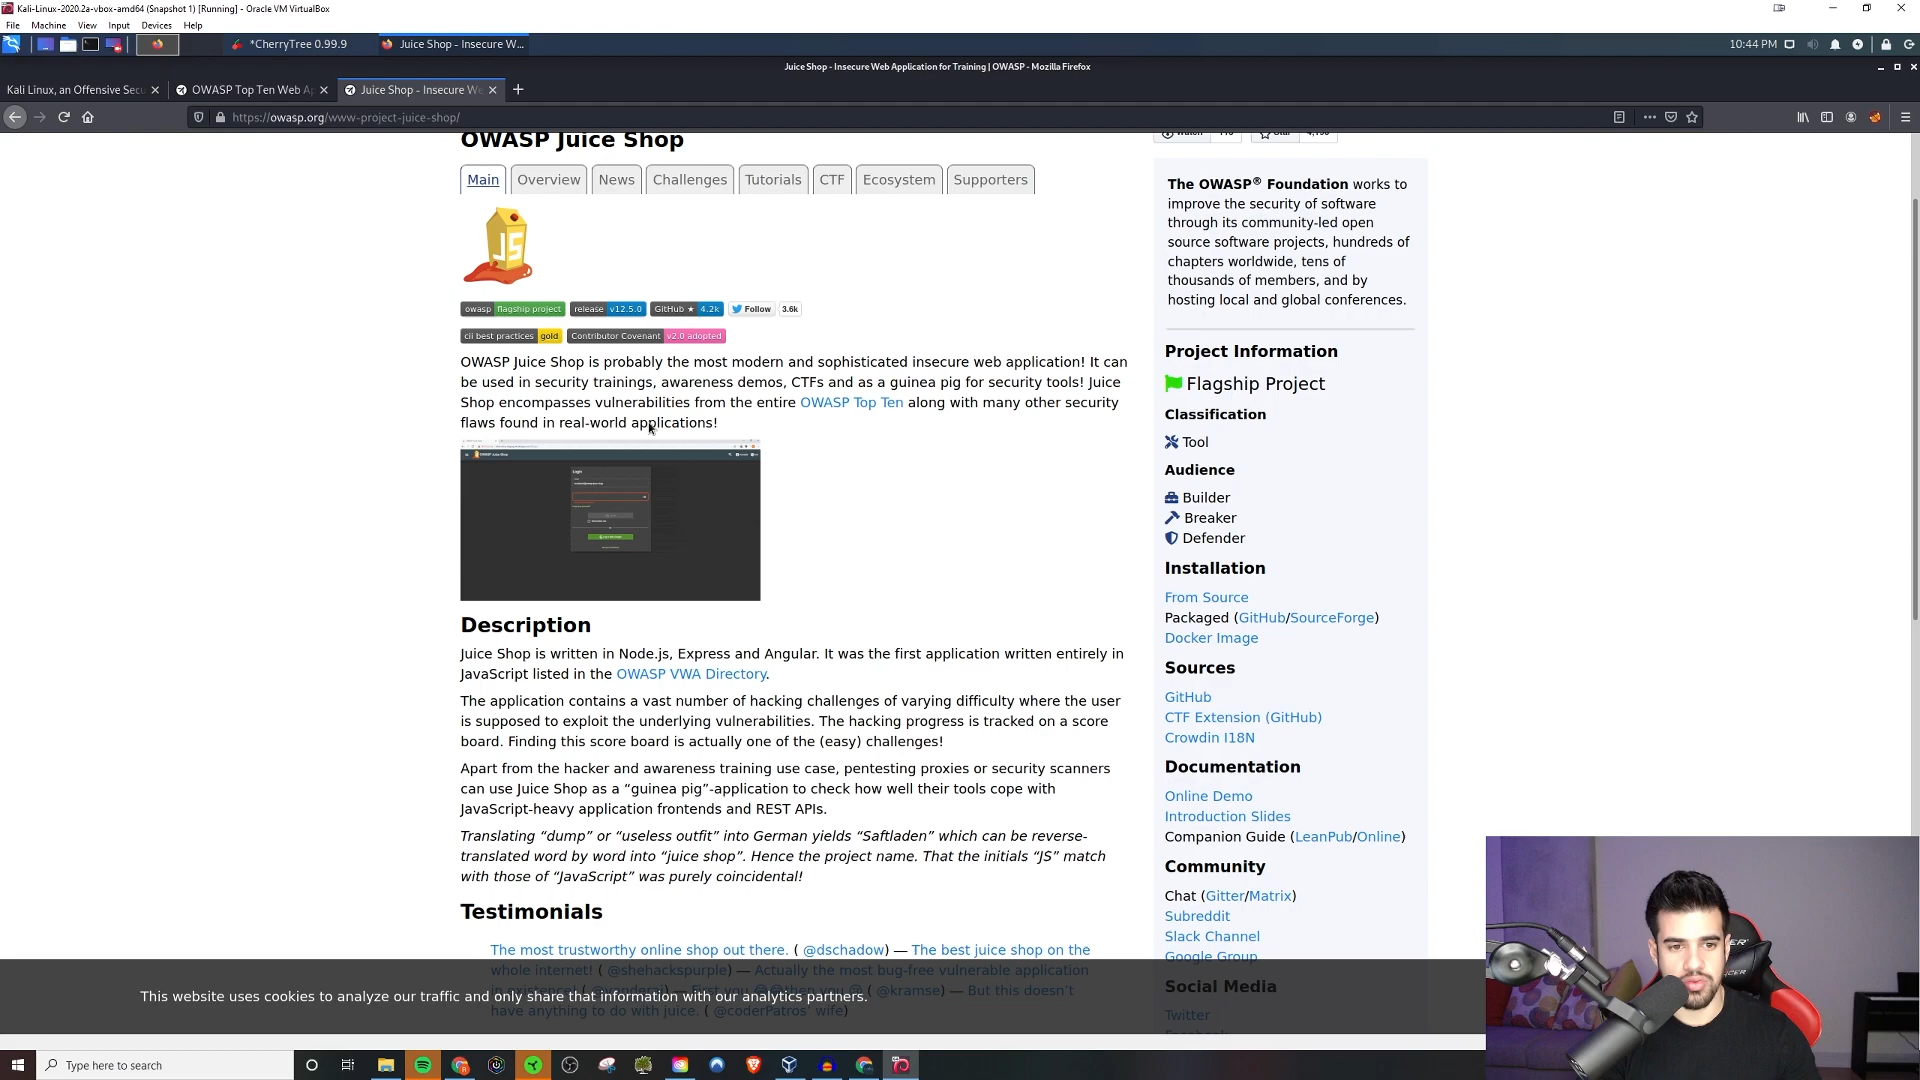 Kali-Linux-2020.2a-vbox-amd64 (Snapshot 1) [Running] - Oracle VM VirtualBox
File Machine View Input Devices Help
*CherryTree 0.99.9
Juice Shop - Insecure W...
10:44 PM
Juice Shop - Insecure Web Application for Training | OWASP - Mozilla Firefox
Kali Linux, an Offensive Secu
OWASP Top Ten Web Ap
Juice Shop - Insecure We
https://owasp.org/www-project-juice-shop/
OWASP Juice Shop
Main Overview News Challenges Tutorials CTF Ecosystem Supporters
JS
owasp flagship project release v12.5.0 GitHub ★ 4.2k Follow 3.6k
cii best practices gold Contributor Covenant v2.0 adopted
OWASP Juice Shop is probably the most modern and sophisticated insecure web application! It can
be used in security trainings, awareness demos, CTFs and as a guinea pig for security tools! Juice
Shop encompasses vulnerabilities from the entire OWASP Top Ten along with many other security
flaws found in real-world applications!
OWASP Juice Shop
Login
Description
Juice Shop is written in Node.js, Express and Angular. It was the first application written entirely in
JavaScript listed in the OWASP VWA Directory.
The application contains a vast number of hacking challenges of varying difficulty where the user
is supposed to exploit the underlying vulnerabilities. The hacking progress is tracked on a score
board. Finding this score board is actually one of the (easy) challenges!
Apart from the hacker and awareness training use case, pentesting proxies or security scanners
can use Juice Shop as a “guinea pig”-application to check how well their tools cope with
JavaScript-heavy application frontends and REST APIs.
Translating “dump” or “useless outfit” into German yields “Saftladen” which can be reverse-
translated word by word into “juice shop”. Hence the project name. That the initials “JS” match
with those of “JavaScript” was purely coincidental!
Testimonials
The most trustworthy online shop out there. ( @dschadow) — The best juice shop on the
whole internet! ( @shehackspurple) — Actually the most bug-free vulnerable application
in existence! ( @vanderaj) — First you 😂😂then you 😢 ( @kramse) — But this doesn’t
have anything to do with juice. ( @coderPatros’ wife)
This website uses cookies to analyze our traffic and only share that information with our analytics partners.
Watch
Star
The OWASP® Foundation works to
improve the security of software
through its community-led open
source software projects, hundreds of
chapters worldwide, tens of
thousands of members, and by
hosting local and global conferences.
Project Information
Flagship Project
Classification
Tool
Audience
Builder
Breaker
Defender
Installation
From Source
Packaged (GitHub/SourceForge)
Docker Image
Sources
GitHub
CTF Extension (GitHub)
Crowdin I18N
Documentation
Online Demo
Introduction Slides
Companion Guide (LeanPub/Online)
Community
Chat (Gitter/Matrix)
Subreddit
Slack Channel
Google Group
Social Media
Twitter
Type here to search